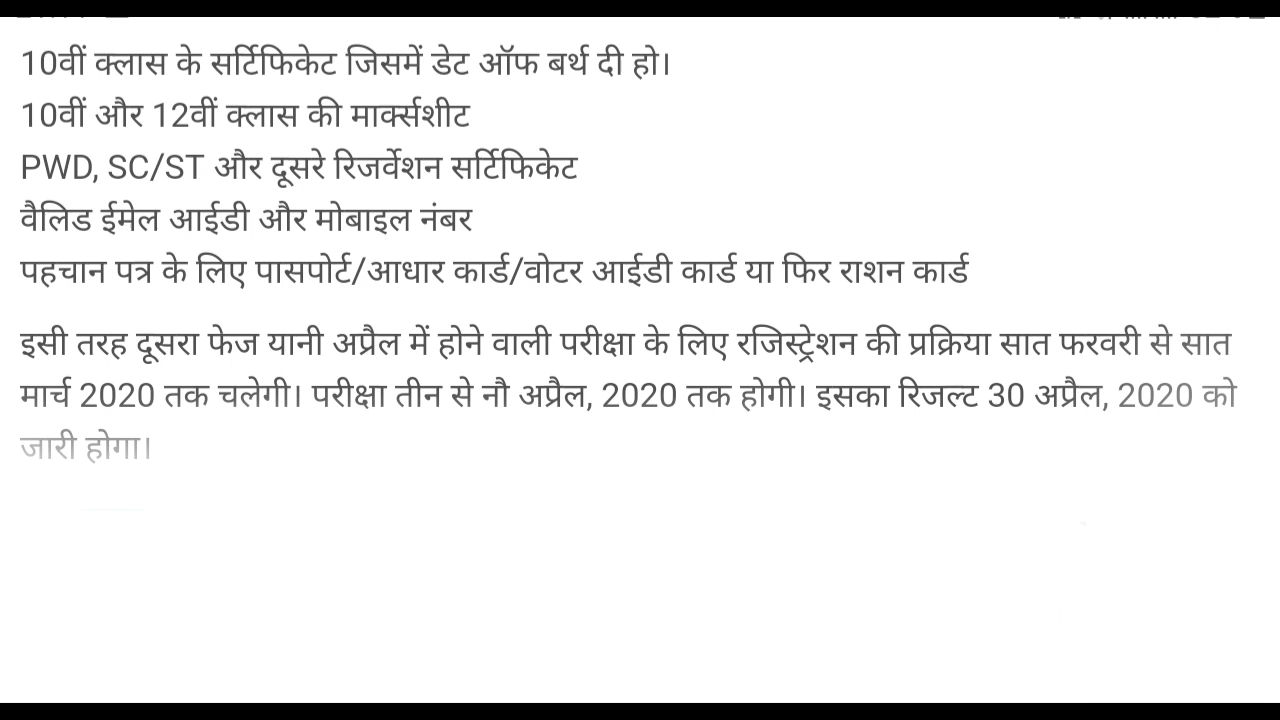 10वीं क्लास के सर्टिफिकेट जिसमें डेट ऑफ बर्थ दी हो।
10वीं और 12वीं क्लास की मार्क्सशीट
PWD, SC/ST और दूसरे रिजर्वेशन सर्टिफिकेट
वैलिड ईमेल आईडी और मोबाइल नंबर
पहचान पत्र के लिए पासपोर्ट/आधार कार्ड/वोटर आईडी कार्ड या फिर राशन कार्ड
इसी तरह दूसरा फेज यानी अप्रैल में होने वाली परीक्षा के लिए रजिस्ट्रेशन की प्रक्रिया सात फरवरी से सात
मार्च 2020 तक चलेगी। परीक्षा तीन से नौ अप्रैल, 2020 तक होगी। इसका रिजल्ट 30 अप्रैल, 2020 को
जारी होगा।